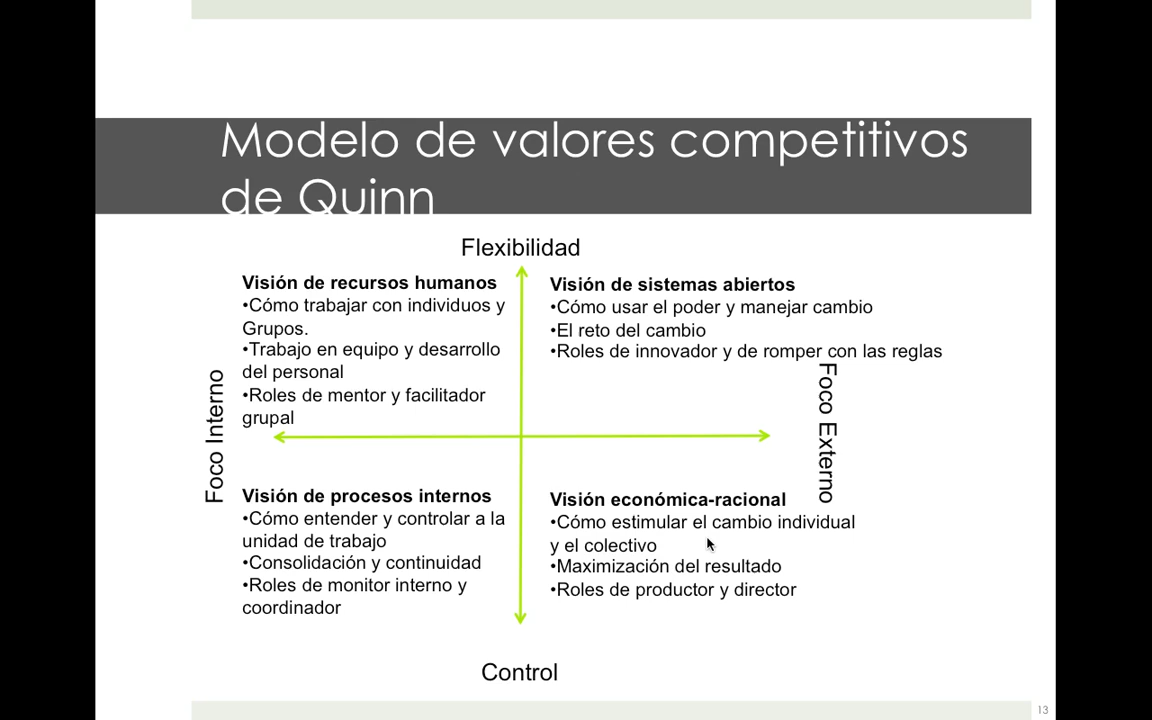 Modelo de valores competitivos
de Quinn
Flexibilidad
Visión de recursos humanos
•Cómo trabajar con individuos y
Grupos.
•Trabajo en equipo y desarrollo
del personal
•Roles de mentor y facilitador
grupal
Visión de sistemas abiertos
•Cómo usar el poder y manejar cambio
•El reto del cambio
•Roles de innovador y de romper con las reglas
Foco Interno
Foco Externo
Visión de procesos internos
•Cómo entender y controlar a la
unidad de trabajo
•Consolidación y continuidad
•Roles de monitor interno y
coordinador
Visión económica-racional
•Cómo estimular el cambio individual
y el colectivo
•Maximización del resultado
•Roles de productor y director
Control
13